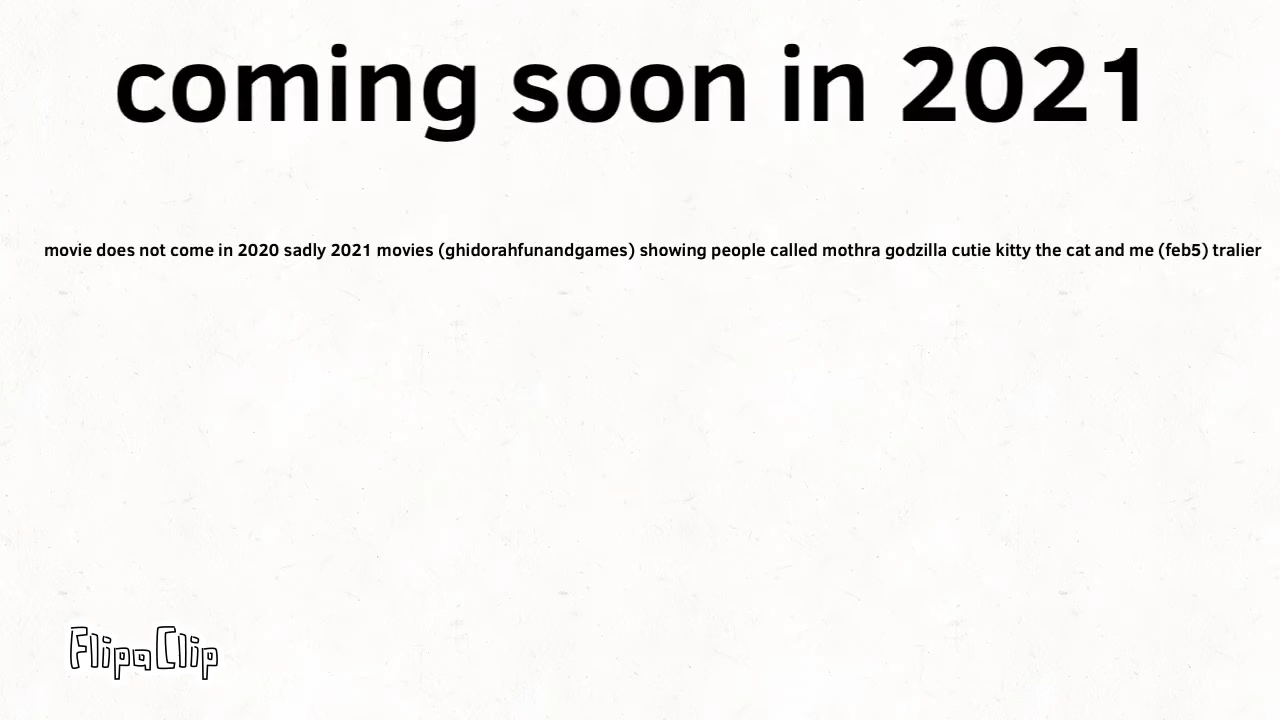 coming soon in 2021
movie does not come in 2020 sadly 2021 movies (ghidorahfunandgames) showing people called mothra godzilla cutie kitty the cat and me (feb5) tralier
FlipaClip